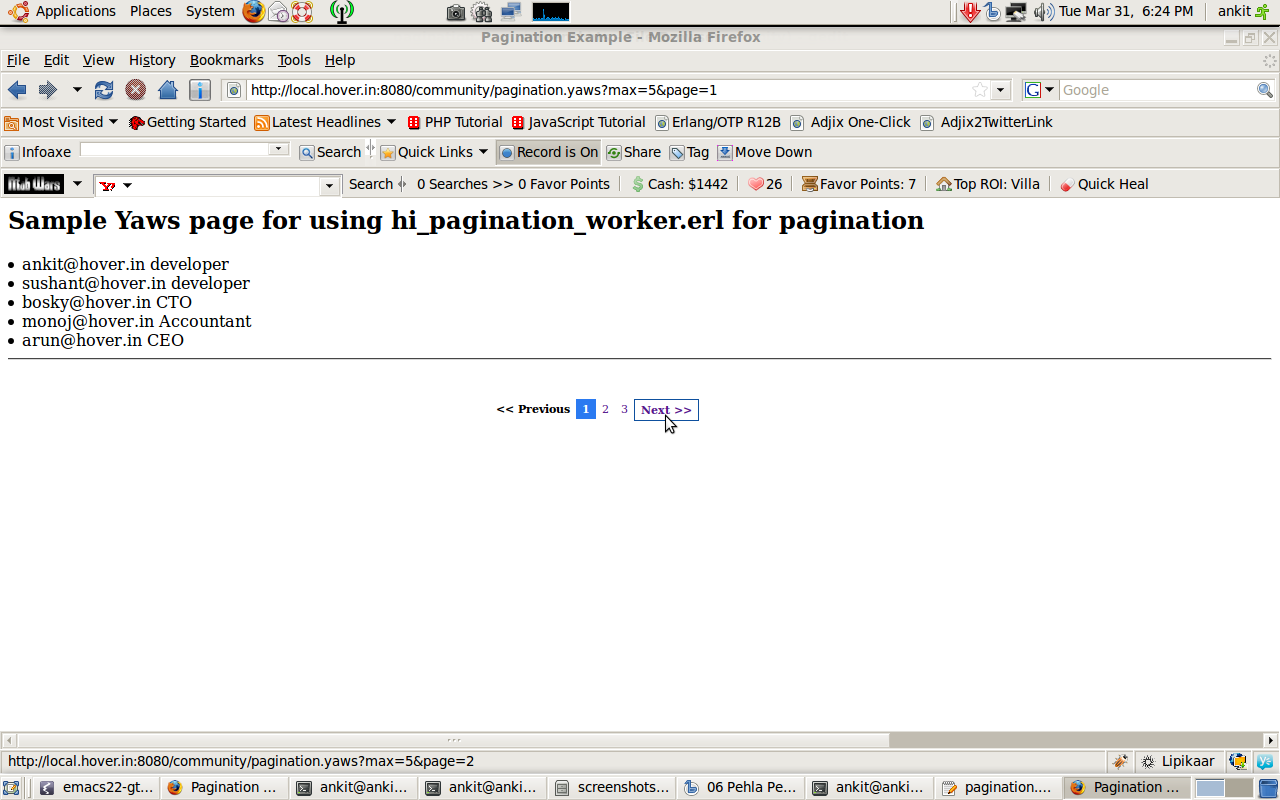 Applications Places System Tue Mar 31, 6:24 PM ankit
Pagination Example - Mozilla Firefox
File Edit View History Bookmarks Tools Help
http://local.hover.in:8080/community/pagination.yaws?max=5&page=1 G Google
Most Visited Getting Started Latest Headlines PHP Tutorial JavaScript Tutorial Erlang/OTP R12B Adjix One-Click Adjix2TwitterLink
Infoaxe Search Quick Links Record is On Share Tag Move Down
Mob Wars Y! Search 0 Searches >> 0 Favor Points Cash: $1442 26 Favor Points: 7 Top ROI: Villa Quick Heal
Sample Yaws page for using hi_pagination_worker.erl for pagination
• ankit@hover.in developer
• sushant@hover.in developer
• bosky@hover.in CTO
• monoj@hover.in Accountant
• arun@hover.in CEO
<< Previous 1 2 3 Next >>
http://local.hover.in:8080/community/pagination.yaws?max=5&page=2 Lipikaar
emacs22-gt... Pagination ... ankit@anki... ankit@anki... screenshots... 06 Pehla Pe... ankit@anki... pagination.... Pagination ...